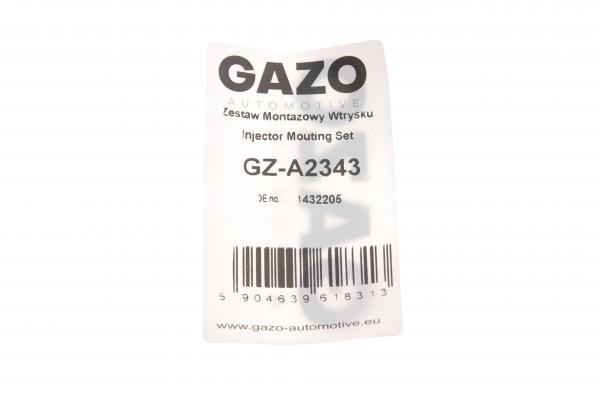 GAZO
AUTOMOTIVE
Zestaw Montazowy Wtrysku
Injector Mouting Set
GZ-A2343
OE no. 1432205
5 904639 618313
www.gazo-automotive.eu